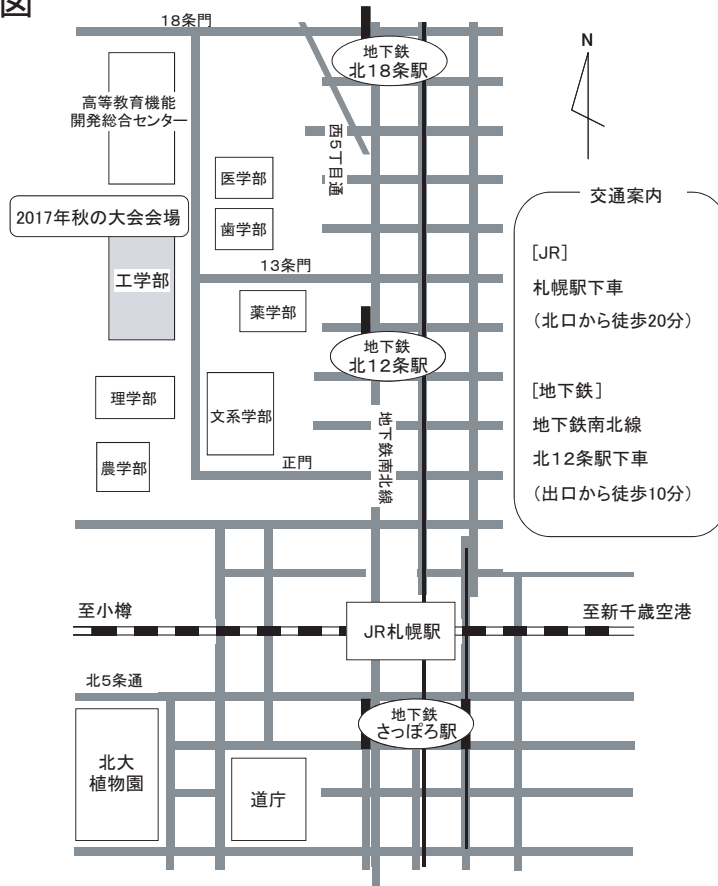 図
18条門
地下鉄
北18条駅
N
高等教育機能
開発総合センター
西5丁目通
医学部
交通案内
2017年秋の大会会場
歯学部
[JR]
13条門
工学部
札幌駅下車
薬学部
(北口から徒歩20分)
地下鉄
北12条駅
[地下鉄]
理学部
文系学部
地下鉄南北線
地下鉄南北線
北12条駅下車
農学部
正門
(出口から徒歩10分)
至小樽
至新千歳空港
JR札幌駅
北5条通
地下鉄
さっぽろ駅
北大
植物園
道庁